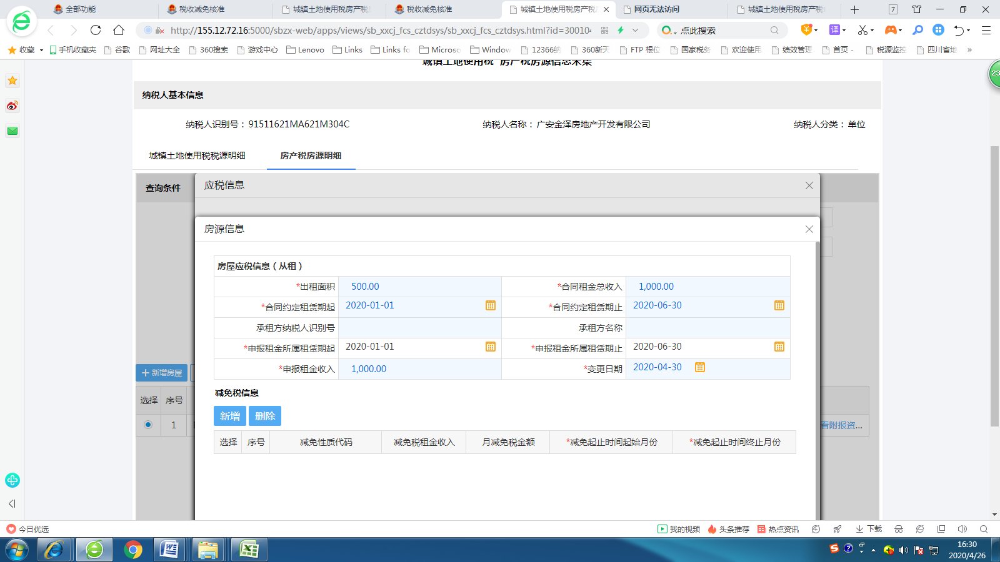 全部功能
税收减免核准
城镇土地使用税房产税
税收减免核准
城镇土地使用税房产税
网页无法访问
城镇土地使用税房产税
7
http://155.12.72.16:5000/sbzx-web/apps/views/sb_xxcj_fcs_cztdsys/sb_xxcj_fcs_cztdsys.html?id=30010
点此搜索
译
收藏
手机收藏夹
谷歌
网址大全
360搜索
游戏中心
Lenovo
Links
Links fo
Microso
Window
12366纳
360新天
FTP 根位
国家税务
欢迎使用
绩效管理
首页 -
税源监控
四川省地
»
城镇土地使用税 房产税房源信息采集
23
纳税人基本信息
纳税人识别号：91511621MA621M304C
纳税人名称：广安金泽房地产开发有限公司
纳税人分类：单位
城镇土地使用税税源明细
房产税房源明细
查询条件
应税信息
房源信息
房屋应税信息（从租）
*出租面积 500.00 *合同租金总收入 1,000.00
*合同约定租赁期起 2020-01-01 *合同约定租赁期止 2020-06-30
承租方纳税人识别号 承租方名称
*申报租金所属租赁期起 2020-01-01 *申报租金所属租赁期止 2020-06-30
*申报租金收入 1,000.00 *变更日期 2020-04-30
新增房屋
减免税信息
选择 序号
新增 删除
1
看附报资...
选择 序号 减免性质代码 减免税租金收入 月减免税金额 *减免起止时间起始月份 *减免起止时间终止月份
今日优选
我的视频
头条推荐
热点资讯
下载
16:30
2020/4/26